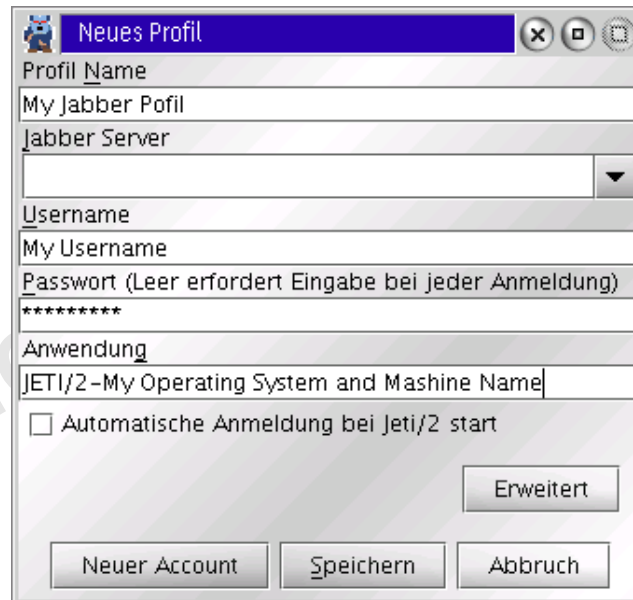 Neues Profil
Profil Name
My Jabber Pofil
Jabber Server
Username
My Username
Passwort (Leer erfordert Eingabe bei jeder Anmeldung)
*********
Anwendung
JETI/2-My Operating System and Mashine Name
Automatische Anmeldung bei Jeti/2 start
Erweitert
Neuer Account Speichern Abbruch